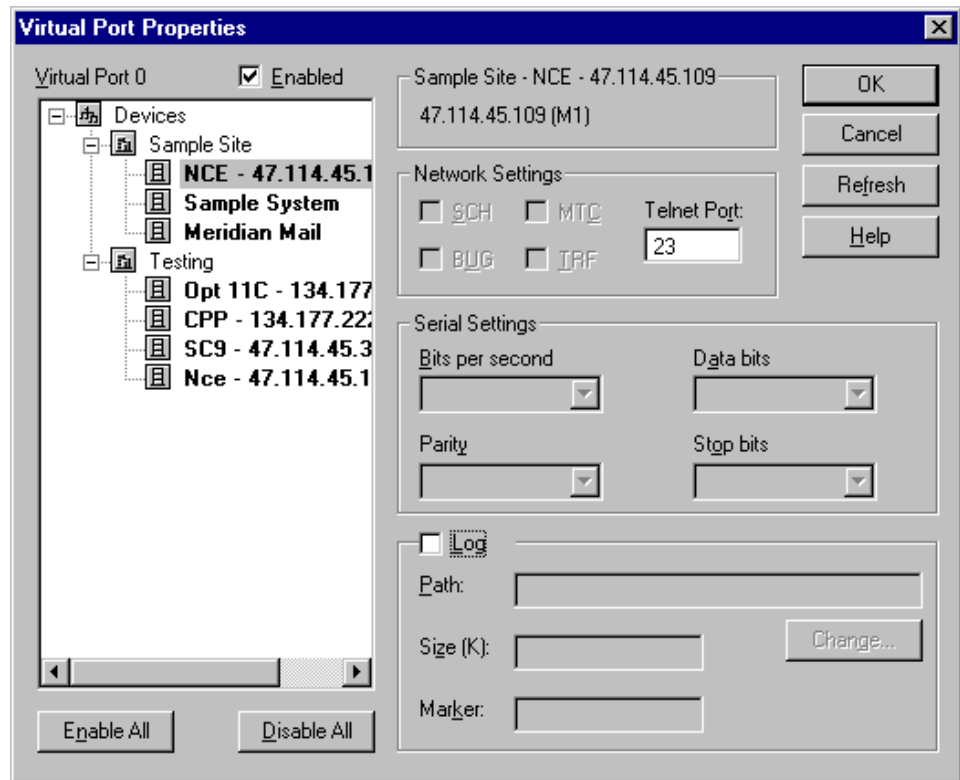 Virtual Port Properties
Virtual Port 0
Enabled
Devices
Sample Site
NCE - 47.114.45.1
Sample System
Meridian Mail
Testing
Opt 11C - 134.177
CPP - 134.177.222
SC9 - 47.114.45.3
Nce - 47.114.45.1
Enable All
Disable All
Sample Site - NCE - 47.114.45.109
47.114.45.109 (M1)
Network Settings
SCH
MTC
BUG
TRF
Telnet Port:
23
Serial Settings
Bits per second
Data bits
Parity
Stop bits
Log
Path:
Size (K):
Change...
Marker:
OK
Cancel
Refresh
Help